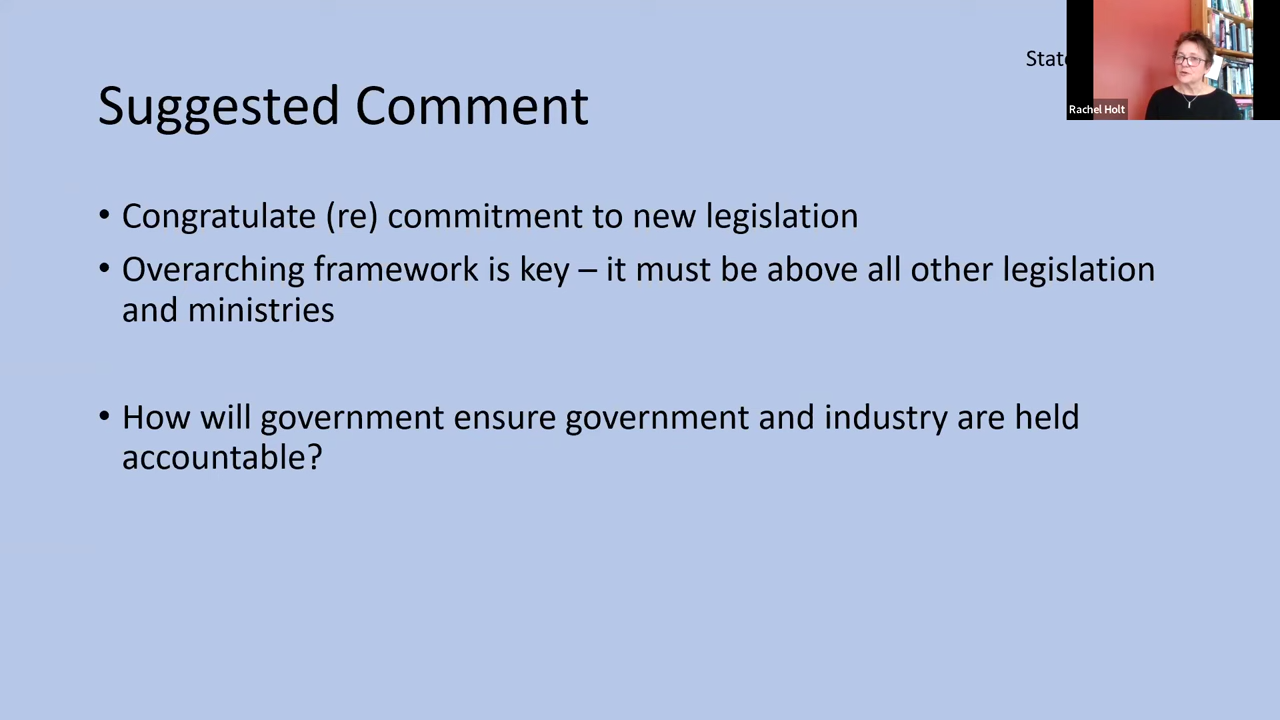 State
Suggested Comment
Rachel Holt
• Congratulate (re) commitment to new legislation
• Overarching framework is key – it must be above all other legislation
and ministries
• How will government ensure government and industry are held
accountable?